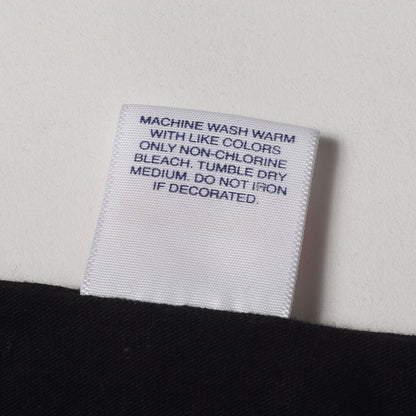 MACHINE WASH WARM
WITH LIKE COLORS
ONLY NON-CHLORINE
BLEACH. TUMBLE DRY
MEDIUM. DO NOT IRON
IF DECORATED.